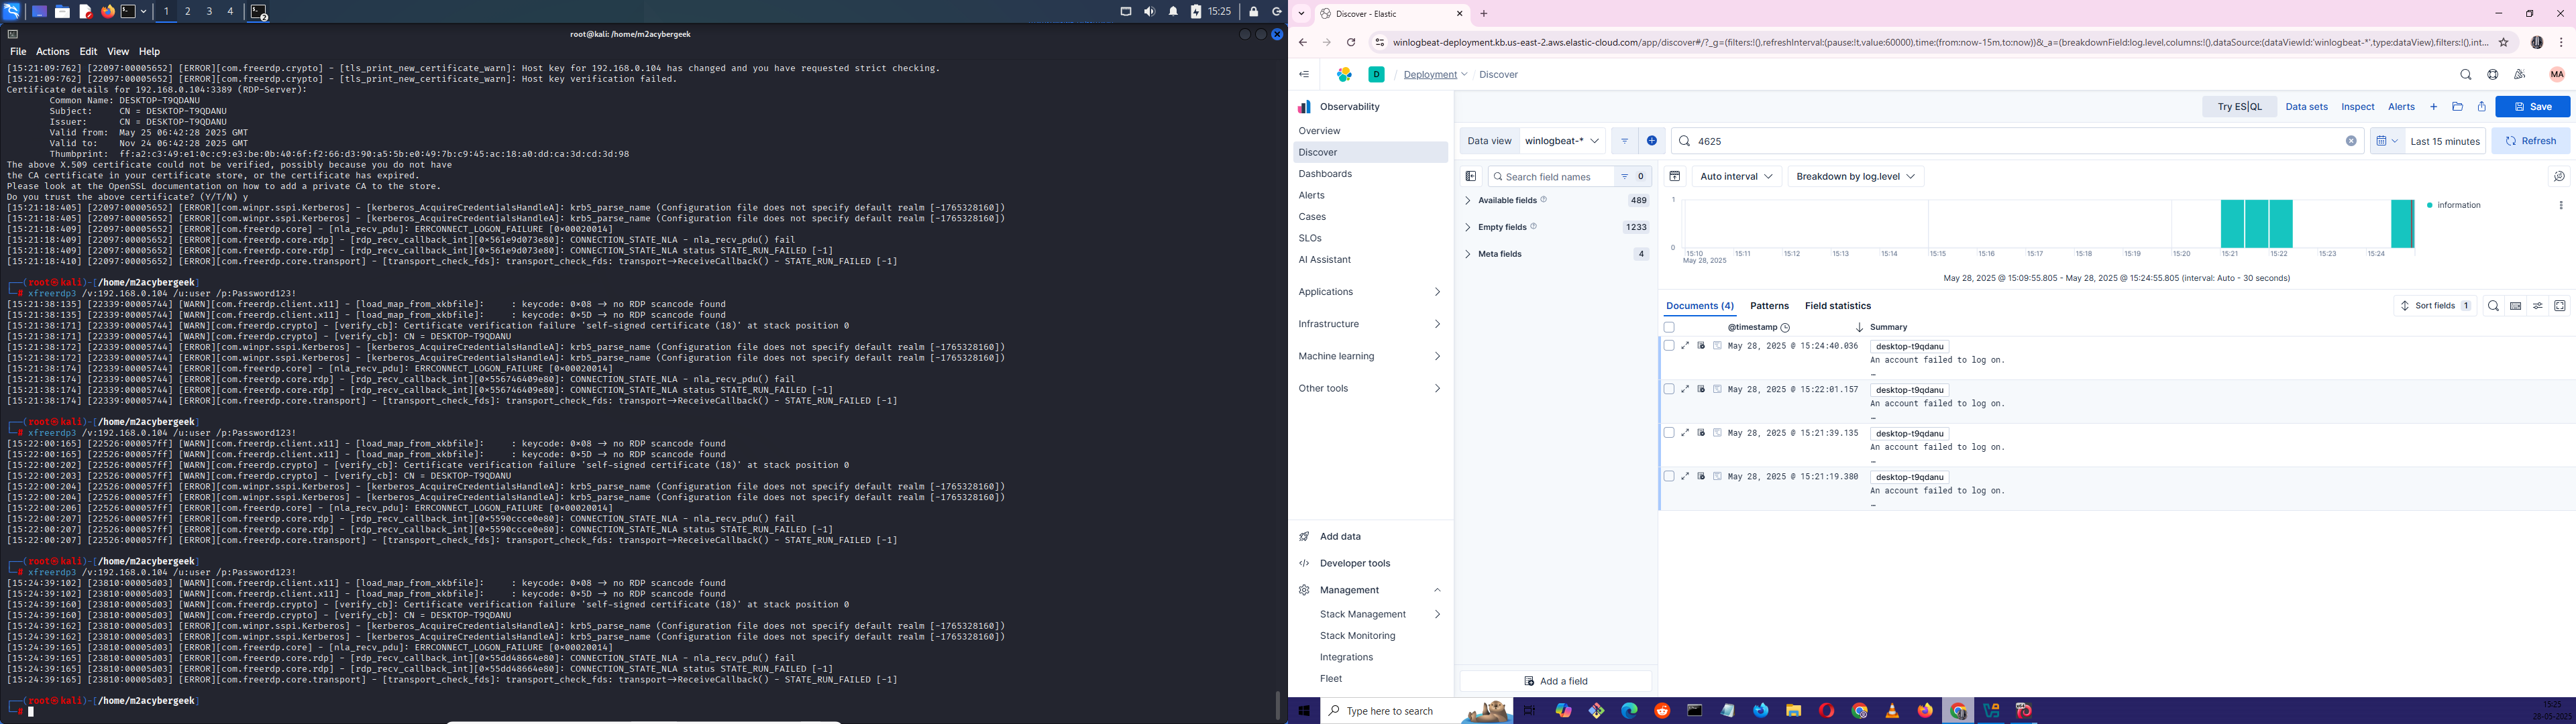 1 2 3 4
15:25
root@kali: /home/m2acybergeek
File Actions Edit View Help
[15:21:09:762] [22097:00005652] [ERROR][com.freerdp.crypto] - [tls_print_new_certificate_warn]: Host key for 192.168.0.104 has changed and you have requested strict checking.
[15:21:09:762] [22097:00005652] [ERROR][com.freerdp.crypto] - [tls_print_new_certificate_warn]: Host key verification failed.
Certificate details for 192.168.0.104:3389 (RDP-Server):
Common Name: DESKTOP-T9QDANU
Subject: CN = DESKTOP-T9QDANU
Issuer: CN = DESKTOP-T9QDANU
Valid from: May 25 06:42:28 2025 GMT
Valid to: Nov 24 06:42:28 2025 GMT
Thumbprint: ff:a2:c3:49:e1:0c:c9:e3:be:0b:40:6f:f2:66:d3:90:a5:5b:e0:49:7b:c9:45:ac:18:a0:dd:ca:3d:cd:3d:98
The above X.509 certificate could not be verified, possibly because you do not have
the CA certificate in your certificate store, or the certificate has expired.
Please look at the OpenSSL documentation on how to add a private CA to the store.
Do you trust the above certificate? (Y/T/N) y
[15:21:18:405] [22097:00005652] [ERROR][com.winpr.sspi.Kerberos] - [kerberos_AcquireCredentialsHandleA]: krb5_parse_name (Configuration file does not specify default realm [-1765328160])
[15:21:18:405] [22097:00005652] [ERROR][com.winpr.sspi.Kerberos] - [kerberos_AcquireCredentialsHandleA]: krb5_parse_name (Configuration file does not specify default realm [-1765328160])
[15:21:18:409] [22097:00005652] [ERROR][com.freerdp.core] - [nla_recv_pdu]: ERRCONNECT_LOGON_FAILURE [0×00020014]
[15:21:18:409] [22097:00005652] [ERROR][com.freerdp.core.rdp] - [rdp_recv_callback_int][0×561e9d073e80]: CONNECTION_STATE_NLA - nla_recv_pdu() fail
[15:21:18:409] [22097:00005652] [ERROR][com.freerdp.core.rdp] - [rdp_recv_callback_int][0×561e9d073e80]: CONNECTION_STATE_NLA status STATE_RUN_FAILED [-1]
[15:21:18:410] [22097:00005652] [ERROR][com.freerdp.core.transport] - [transport_check_fds]: transport_check_fds: transport→ReceiveCallback() - STATE_RUN_FAILED [-1]
(root㉿kali)-[/home/m2acybergeek]
# xfreerdp3 /v:192.168.0.104 /u:user /p:Password123!
[15:21:38:135] [22339:00005744] [WARN][com.freerdp.client.x11] - [load_map_from_xkbfile]: : keycode: 0×08 → no RDP scancode found
[15:21:38:135] [22339:00005744] [WARN][com.freerdp.client.x11] - [load_map_from_xkbfile]: : keycode: 0×5D → no RDP scancode found
[15:21:38:171] [22339:00005744] [WARN][com.freerdp.crypto] - [verify_cb]: Certificate verification failure 'self-signed certificate (18)' at stack position 0
[15:21:38:171] [22339:00005744] [WARN][com.freerdp.crypto] - [verify_cb]: CN = DESKTOP-T9QDANU
[15:21:38:172] [22339:00005744] [ERROR][com.winpr.sspi.Kerberos] - [kerberos_AcquireCredentialsHandleA]: krb5_parse_name (Configuration file does not specify default realm [-1765328160])
[15:21:38:172] [22339:00005744] [ERROR][com.winpr.sspi.Kerberos] - [kerberos_AcquireCredentialsHandleA]: krb5_parse_name (Configuration file does not specify default realm [-1765328160])
[15:21:38:174] [22339:00005744] [ERROR][com.freerdp.core] - [nla_recv_pdu]: ERRCONNECT_LOGON_FAILURE [0×00020014]
[15:21:38:174] [22339:00005744] [ERROR][com.freerdp.core.rdp] - [rdp_recv_callback_int][0×556746409e80]: CONNECTION_STATE_NLA - nla_recv_pdu() fail
[15:21:38:174] [22339:00005744] [ERROR][com.freerdp.core.rdp] - [rdp_recv_callback_int][0×556746409e80]: CONNECTION_STATE_NLA status STATE_RUN_FAILED [-1]
[15:21:38:174] [22339:00005744] [ERROR][com.freerdp.core.transport] - [transport_check_fds]: transport_check_fds: transport→ReceiveCallback() - STATE_RUN_FAILED [-1]
(root㉿kali)-[/home/m2acybergeek]
# xfreerdp3 /v:192.168.0.104 /u:user /p:Password123!
[15:22:00:165] [22526:000057ff] [WARN][com.freerdp.client.x11] - [load_map_from_xkbfile]: : keycode: 0×08 → no RDP scancode found
[15:22:00:165] [22526:000057ff] [WARN][com.freerdp.client.x11] - [load_map_from_xkbfile]: : keycode: 0×5D → no RDP scancode found
[15:22:00:202] [22526:000057ff] [WARN][com.freerdp.crypto] - [verify_cb]: Certificate verification failure 'self-signed certificate (18)' at stack position 0
[15:22:00:203] [22526:000057ff] [WARN][com.freerdp.crypto] - [verify_cb]: CN = DESKTOP-T9QDANU
[15:22:00:204] [22526:000057ff] [ERROR][com.winpr.sspi.Kerberos] - [kerberos_AcquireCredentialsHandleA]: krb5_parse_name (Configuration file does not specify default realm [-1765328160])
[15:22:00:204] [22526:000057ff] [ERROR][com.winpr.sspi.Kerberos] - [kerberos_AcquireCredentialsHandleA]: krb5_parse_name (Configuration file does not specify default realm [-1765328160])
[15:22:00:206] [22526:000057ff] [ERROR][com.freerdp.core] - [nla_recv_pdu]: ERRCONNECT_LOGON_FAILURE [0×00020014]
[15:22:00:207] [22526:000057ff] [ERROR][com.freerdp.core.rdp] - [rdp_recv_callback_int][0×5590ccce0e80]: CONNECTION_STATE_NLA - nla_recv_pdu() fail
[15:22:00:207] [22526:000057ff] [ERROR][com.freerdp.core.rdp] - [rdp_recv_callback_int][0×5590ccce0e80]: CONNECTION_STATE_NLA status STATE_RUN_FAILED [-1]
[15:22:00:207] [22526:000057ff] [ERROR][com.freerdp.core.transport] - [transport_check_fds]: transport_check_fds: transport→ReceiveCallback() - STATE_RUN_FAILED [-1]
(root㉿kali)-[/home/m2acybergeek]
# xfreerdp3 /v:192.168.0.104 /u:user /p:Password123!
[15:24:39:102] [23810:00005d03] [WARN][com.freerdp.client.x11] - [load_map_from_xkbfile]: : keycode: 0×08 → no RDP scancode found
[15:24:39:102] [23810:00005d03] [WARN][com.freerdp.client.x11] - [load_map_from_xkbfile]: : keycode: 0×5D → no RDP scancode found
[15:24:39:160] [23810:00005d03] [WARN][com.freerdp.crypto] - [verify_cb]: Certificate verification failure 'self-signed certificate (18)' at stack position 0
[15:24:39:160] [23810:00005d03] [WARN][com.freerdp.crypto] - [verify_cb]: CN = DESKTOP-T9QDANU
[15:24:39:162] [23810:00005d03] [ERROR][com.winpr.sspi.Kerberos] - [kerberos_AcquireCredentialsHandleA]: krb5_parse_name (Configuration file does not specify default realm [-1765328160])
[15:24:39:162] [23810:00005d03] [ERROR][com.winpr.sspi.Kerberos] - [kerberos_AcquireCredentialsHandleA]: krb5_parse_name (Configuration file does not specify default realm [-1765328160])
[15:24:39:165] [23810:00005d03] [ERROR][com.freerdp.core] - [nla_recv_pdu]: ERRCONNECT_LOGON_FAILURE [0×00020014]
[15:24:39:165] [23810:00005d03] [ERROR][com.freerdp.core.rdp] - [rdp_recv_callback_int][0×55dd48664e80]: CONNECTION_STATE_NLA - nla_recv_pdu() fail
[15:24:39:165] [23810:00005d03] [ERROR][com.freerdp.core.rdp] - [rdp_recv_callback_int][0×55dd48664e80]: CONNECTION_STATE_NLA status STATE_RUN_FAILED [-1]
[15:24:39:165] [23810:00005d03] [ERROR][com.freerdp.core.transport] - [transport_check_fds]: transport_check_fds: transport→ReceiveCallback() - STATE_RUN_FAILED [-1]
(root㉿kali)-[/home/m2acybergeek]
#
Discover - Elastic
winlogbeat-deployment.kb.us-east-2.aws.elastic-cloud.com/app/discover#/?_g=(filters:!(),refreshInterval:(pause:!t,value:60000),time:(from:now-15m,to:now))&_a=(breakdownField:log.level,columns:!(),dataSource:(dataViewId:'winlogbeat-*',type:dataView),filters:!(),int...
D / Deployment / Discover
MA
Observability
Overview
Discover
Dashboards
Alerts
Cases
SLOs
AI Assistant
Applications
Infrastructure
Machine learning
Other tools
Add data
Developer tools
Management
Stack Management
Stack Monitoring
Integrations
Fleet
Try ES|QL Data sets Inspect Alerts Save
Data view winlogbeat-* 4625 Last 15 minutes Refresh
Search field names 0
Available fields 489
Empty fields 1233
Meta fields 4
Add a field
Auto interval Breakdown by log.level
1
0
information
15:10 15:11 15:12 15:13 15:14 15:15 15:16 15:17 15:18 15:19 15:20 15:21 15:22 15:23 15:24
May 28, 2025
May 28, 2025 @ 15:09:55.805 - May 28, 2025 @ 15:24:55.805 (interval: Auto - 30 seconds)
Documents (4) Patterns Field statistics Sort fields 1
@timestamp Summary
May 28, 2025 @ 15:24:40.036 desktop-t9qdanu
An account failed to log on.
…
May 28, 2025 @ 15:22:01.157 desktop-t9qdanu
An account failed to log on.
…
May 28, 2025 @ 15:21:39.135 desktop-t9qdanu
An account failed to log on.
…
May 28, 2025 @ 15:21:19.380 desktop-t9qdanu
An account failed to log on.
…
Type here to search
15:25